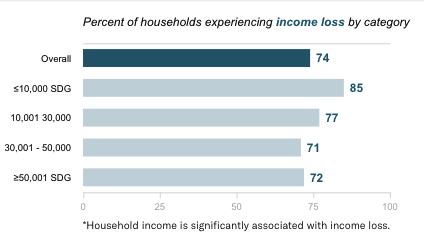 Percent of households experiencing income loss by category
Overall 74
≤10,000 SDG 85
10,001 30,000 77
30,001 - 50,000 71
≥50,001 SDG 72
0 25 50 75 100
*Household income is significantly associated with income loss.